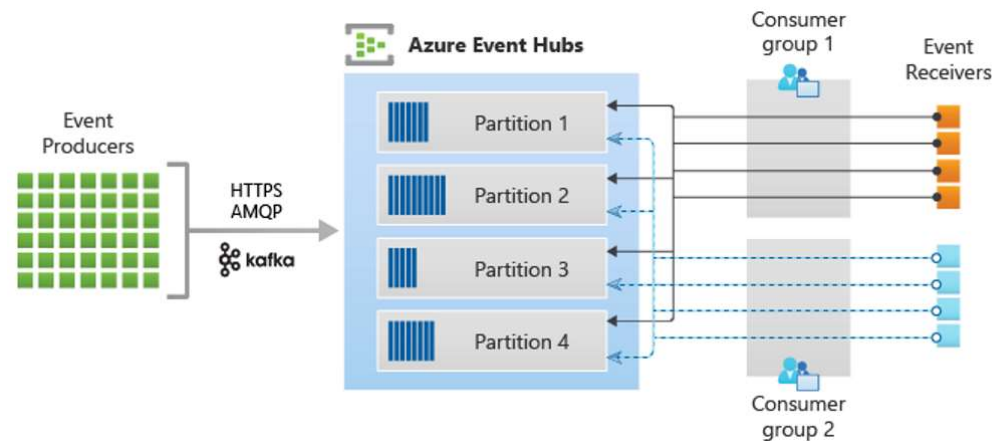 Event
Producers
HTTPS
AMQP
kafka
Azure Event Hubs
Partition 1
Partition 2
Partition 3
Partition 4
Consumer
group 1
Event
Receivers
Consumer
group 2